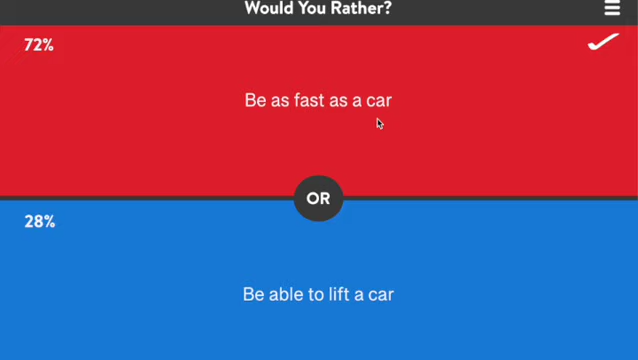 Would You Rather?
72%
Be as fast as a car
OR
28%
Be able to lift a car